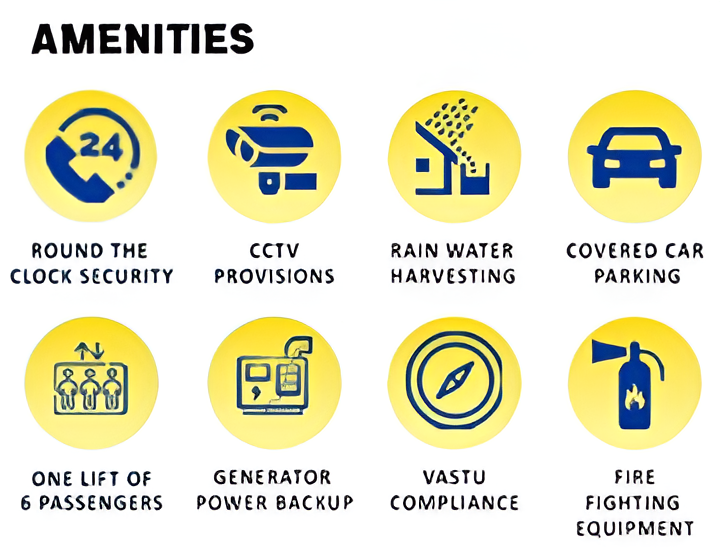 AMENITIES
24
ROUND THE
CLOCK SECURITY
CCTV
PROVISIONS
RAIN WATER
HARVESTING
COVERED CAR
PARKING
ONE LIFT OF
6 PASSENGERS
GENERATOR
POWER BACKUP
VASTU
COMPLIANCE
FIRE
FIGHTING
EQUIPMENT